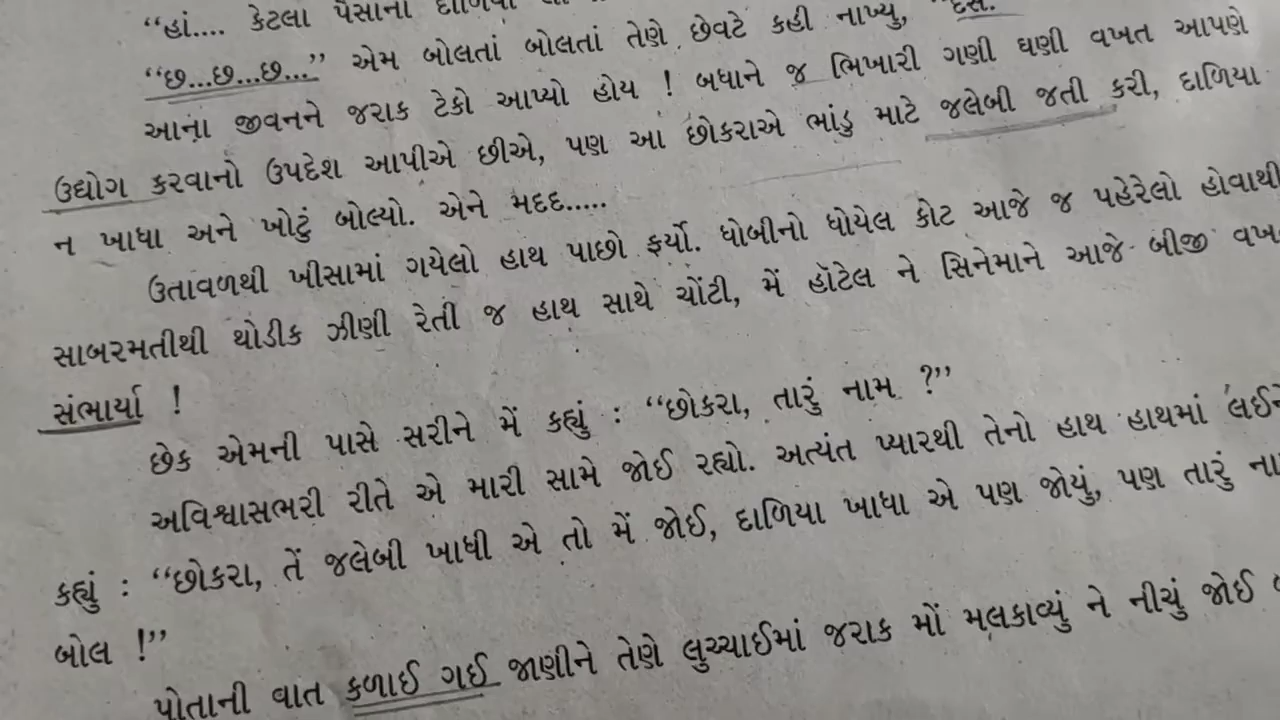 “હાં.... કેટલા પૈસાના દાળિયા
“છ...છ...છ...” એમ બોલતાં બોલતાં તેણે છેવટે કહી નાખ્યુ, “દસ.
આના જીવનને જરાક ટેકો આપ્યો હોય ! બધાને જ ભિખારી ગણી ઘણી વખત આપણે
ઉદ્યોગ કરવાનો ઉપદેશ આપીએ છીએ, પણ આ છોકરાએ ભાંડુ માટે જલેબી જતી કરી, દાળિયા
ન ખાધા અને ખોટું બોલ્યો. એને મદદ.....
ઉતાવળથી ખીસામાં ગયેલો હાથ પાછો ફર્યો. ધોબીનો ધોયેલ કોટ આજે જ પહેરેલો હોવાથી
સાબરમતીથી થોડીક ઝીણી રેતી જ હાથ સાથે ચોંટી, મેં હૉટેલ ને સિનેમાને આજે બીજી
સંભાર્યા !
છેક એમની પાસે સરીને મેં કહ્યું : “છોકરા, તારું નામ ?”
અવિશ્વાસભરી રીતે એ મારી સામે જોઈ રહ્યો. અત્યંત પ્યારથી તેનો હાથ હાથમાં લઈને
કહ્યું : “છોકરા, તેં જલેબી ખાધી એ તો મેં જોઈ, દાળિયા ખાધા એ પણ જોયું, પણ તારું
બોલ !”
પોતાની વાત કળાઈ ગઈ જાણીને તેણે લુચ્ચાઈમાં જરાક મોં મલકાવ્યું ને નીચું જોઈ